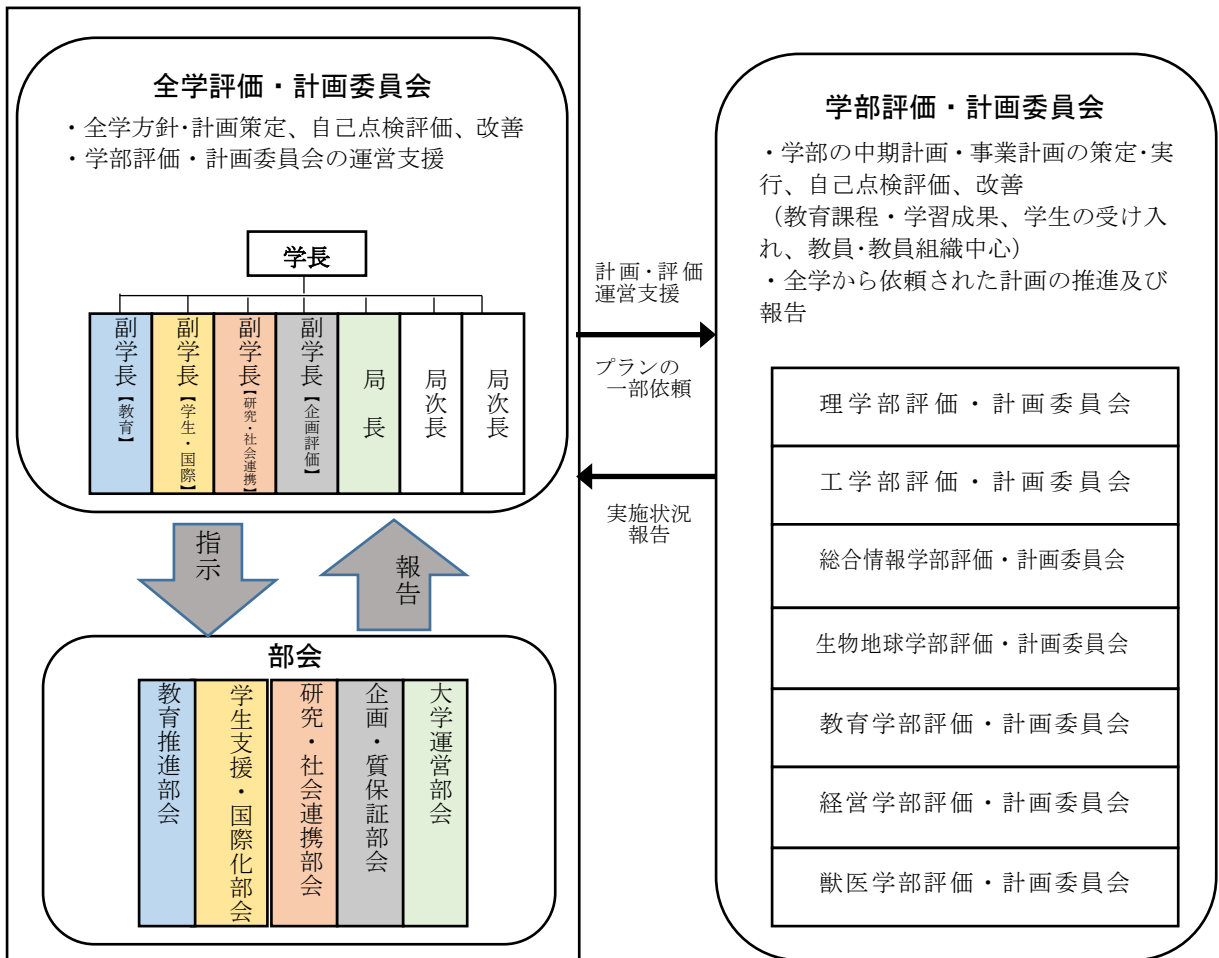 全学評価・計画委員会
・全学方針･計画策定、自己点検評価、改善
・学部評価・計画委員会の運営支援
学長
副学長【教育】
副学長【学生・国際】
副学長【研究・社会連携】
副学長【企画評価】
局長
局次長
局次長
指示
報告
部会
教育推進部会
学生支援・国際化部会
研究・社会連携部会
企画・質保証部会
大学運営部会
計画・評価
運営支援
プランの
一部依頼
実施状況
報告
学部評価・計画委員会
・学部の中期計画・事業計画の策定･実
行、自己点検評価、改善
（教育課程・学習成果、学生の受け入
れ、教員･教員組織中心）
・全学から依頼された計画の推進及び
報告
理学部評価・計画委員会
工学部評価・計画委員会
総合情報学部評価・計画委員会
生物地球学部評価・計画委員会
教育学部評価・計画委員会
経営学部評価・計画委員会
獣医学部評価・計画委員会